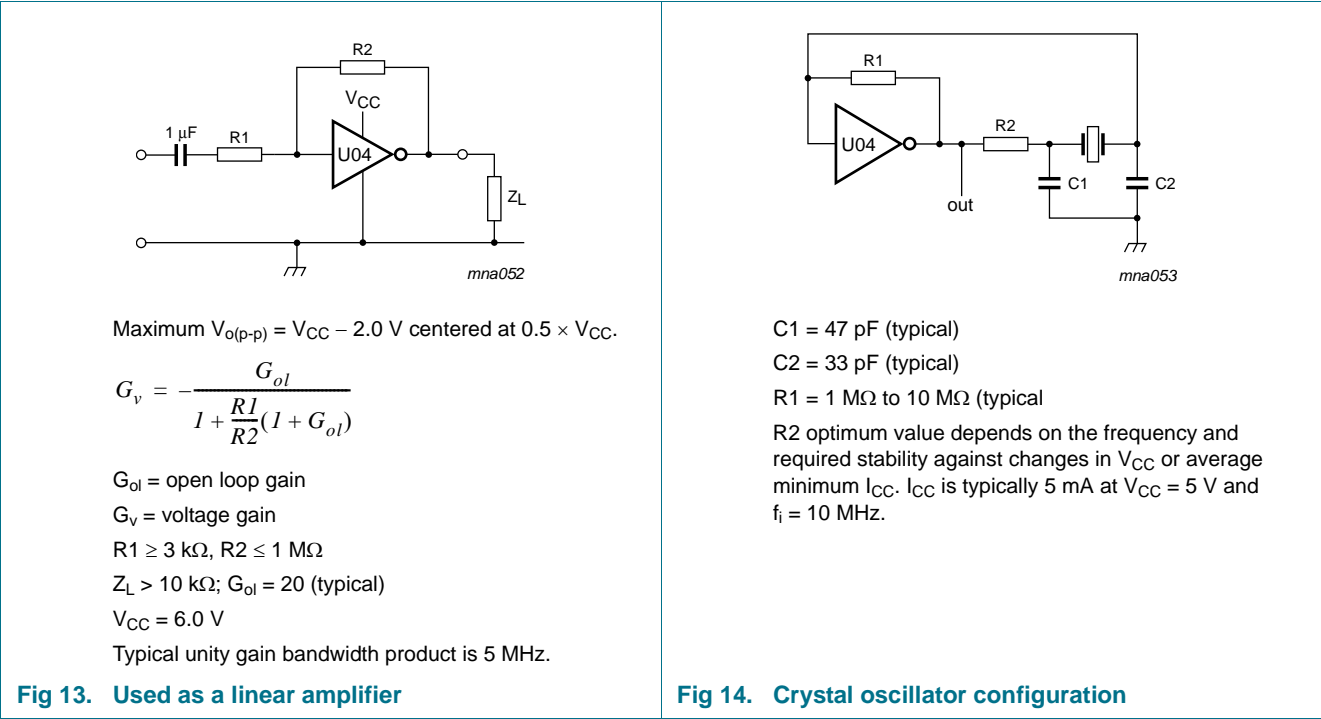 R2
VCC
1 μF
R1
U04
ZL
mna052
Maximum Vo(p-p) = VCC − 2.0 V centered at 0.5 × VCC.
Gv = − Gol / 1 + R1/R2 (1 + Gol)
Gol = open loop gain
Gv = voltage gain
R1 ≥ 3 kΩ, R2 ≤ 1 MΩ
ZL > 10 kΩ; Gol = 20 (typical)
VCC = 6.0 V
Typical unity gain bandwidth product is 5 MHz.
Fig 13. Used as a linear amplifier
R1
R2
U04
C1
C2
out
mna053
C1 = 47 pF (typical)
C2 = 33 pF (typical)
R1 = 1 MΩ to 10 MΩ (typical
R2 optimum value depends on the frequency and
required stability against changes in VCC or average
minimum ICC. ICC is typically 5 mA at VCC = 5 V and
fi = 10 MHz.
Fig 14. Crystal oscillator configuration